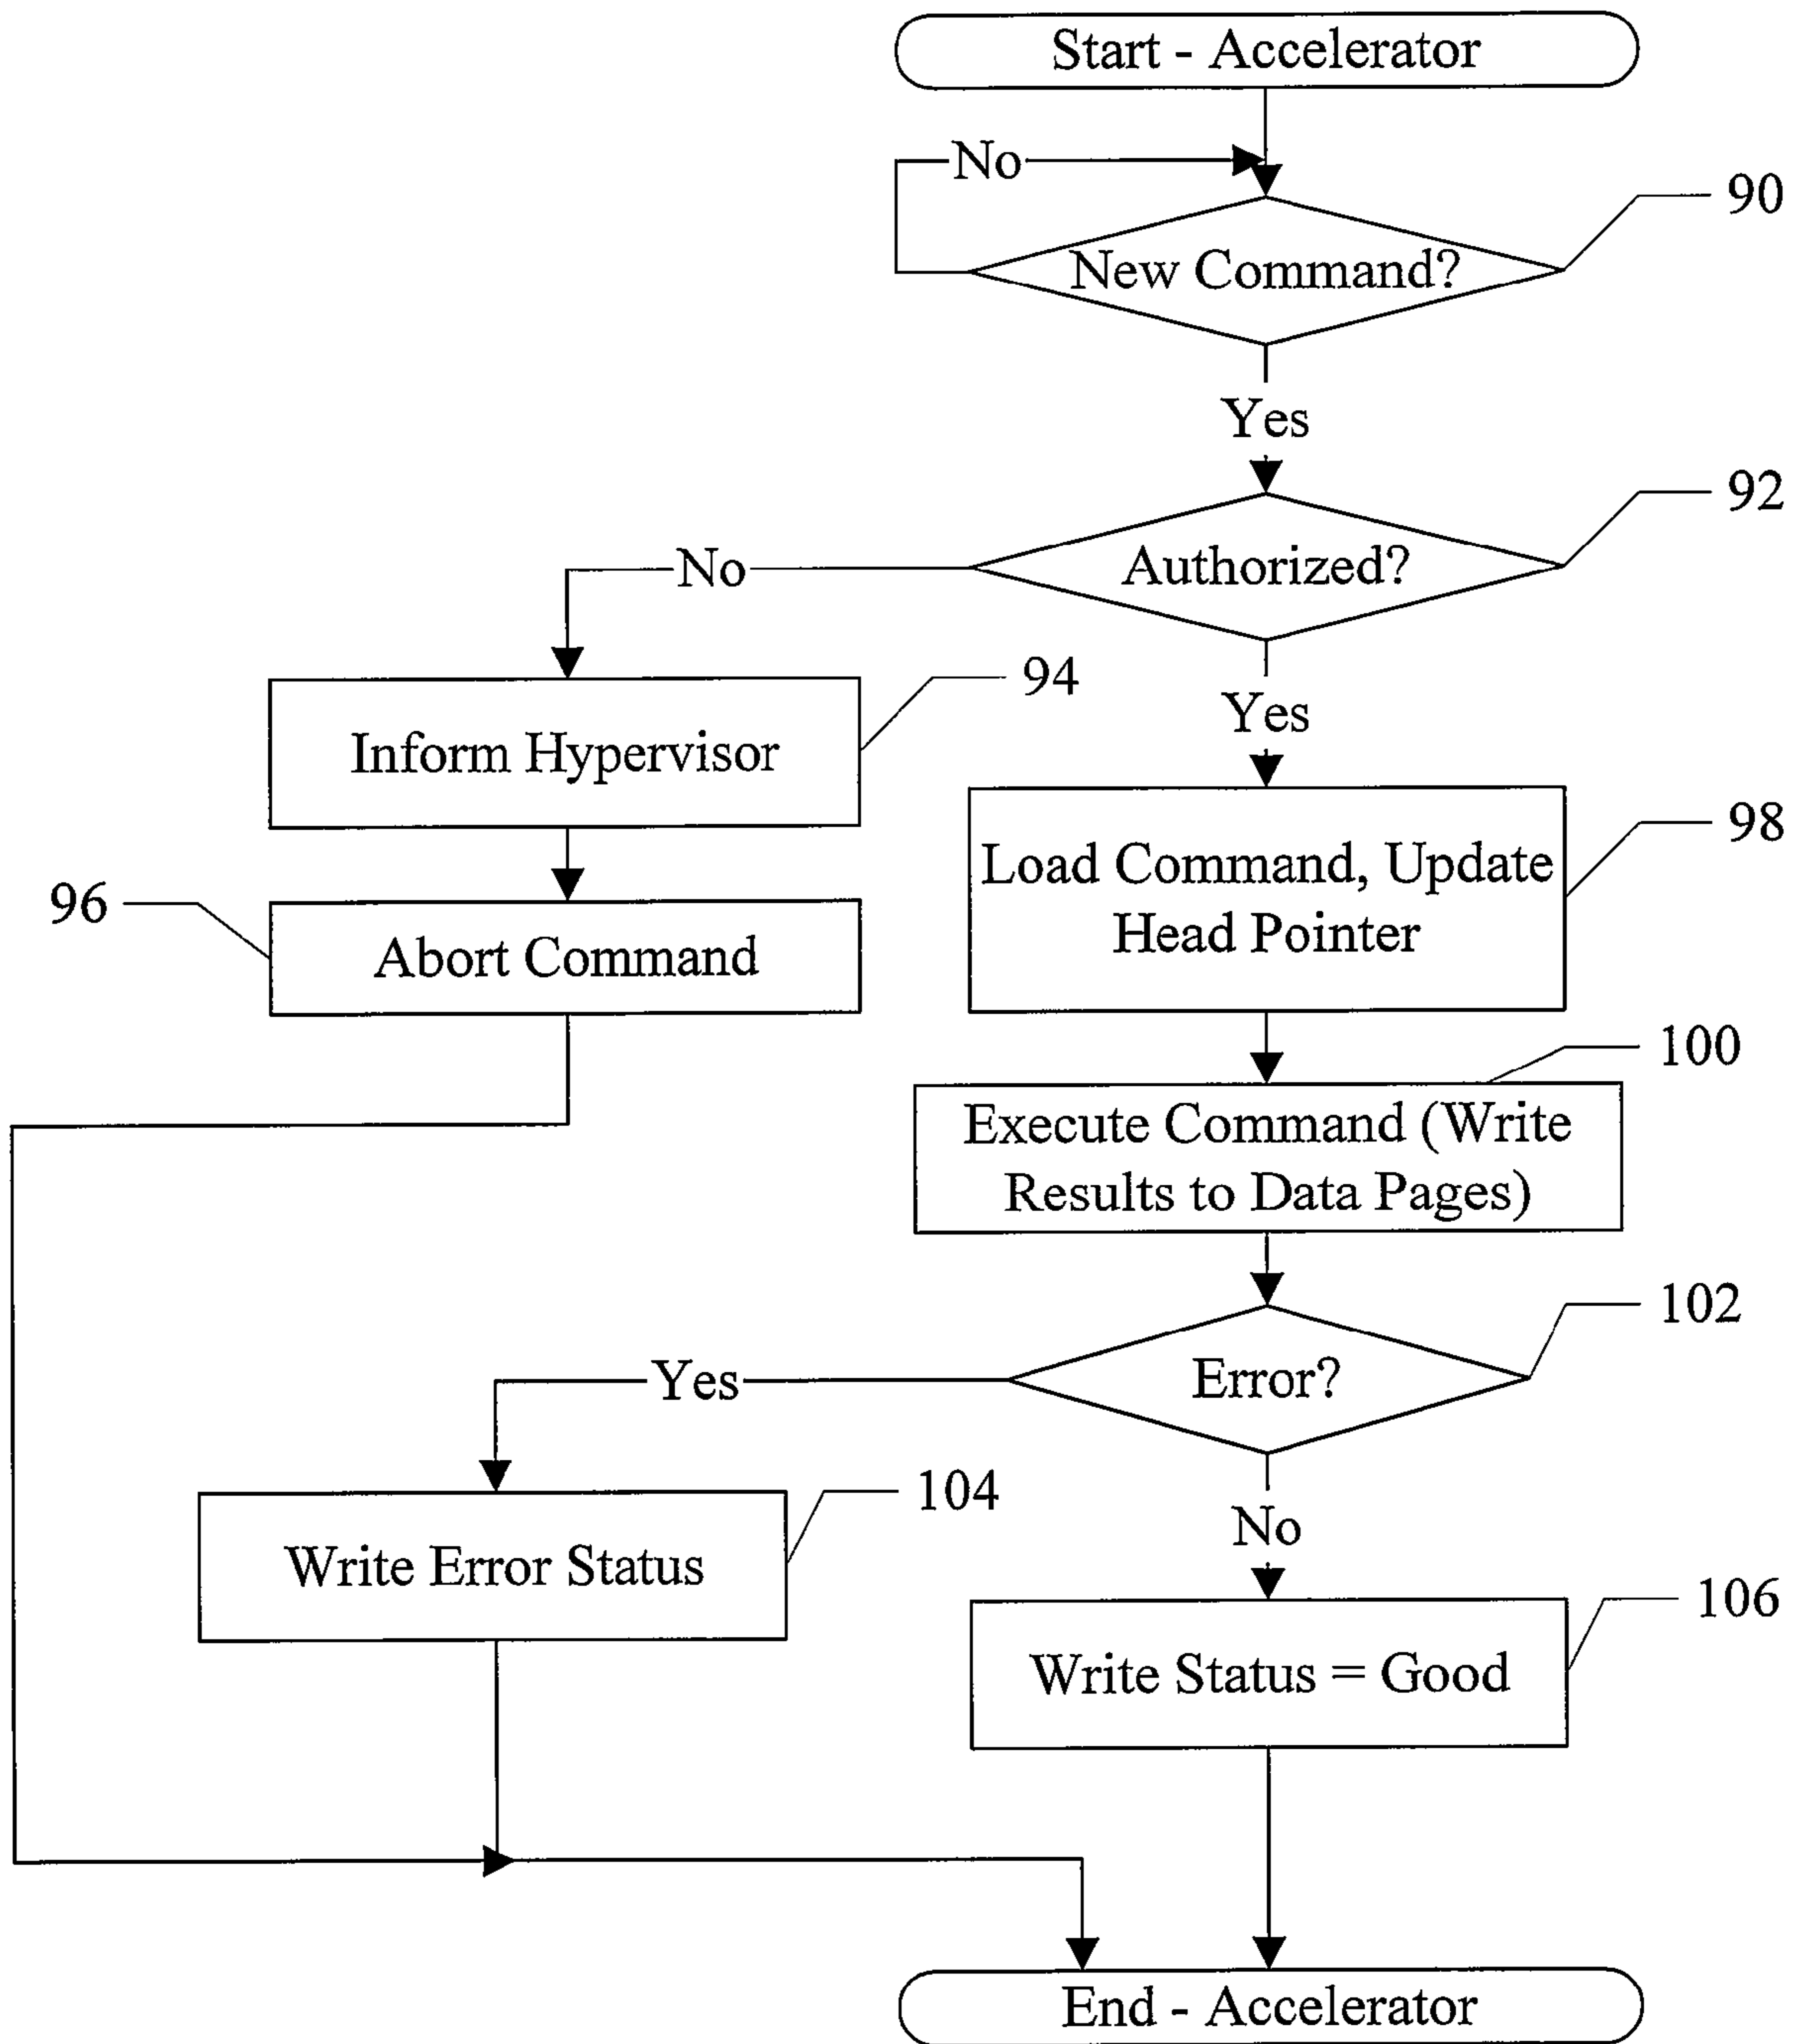 Start - Accelerator
No
90
New Command?
Yes
92
Authorized?
No
94
Yes
Inform Hypervisor
98
Load Command, Update
Head Pointer
96
Abort Command
100
Execute Command (Write
Results to Data Pages)
102
Error?
Yes
104
No
Write Error Status
106
Write Status = Good
End - Accelerator